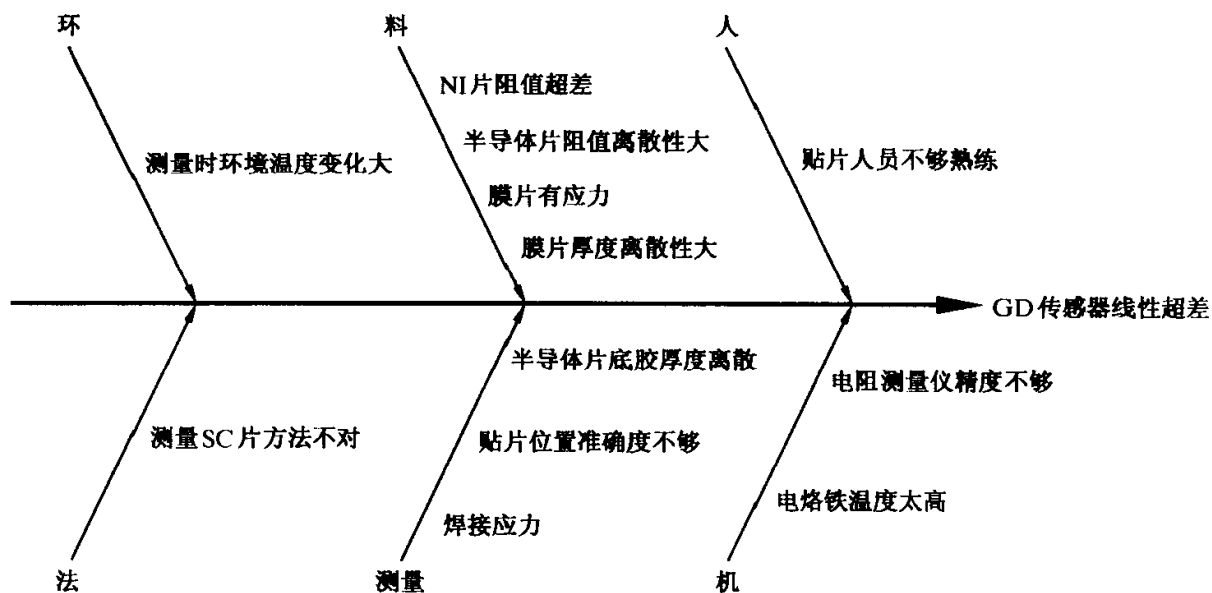 环
料
人
NI片阻值超差
半导体片阻值离散性大
测量时环境温度变化大
贴片人员不够熟练
膜片有应力
膜片厚度离散性大
GD传感器线性超差
半导体片底胶厚度离散
电阻测量仪精度不够
测量SC片方法不对
贴片位置准确度不够
电烙铁温度太高
焊接应力
法
测量
机